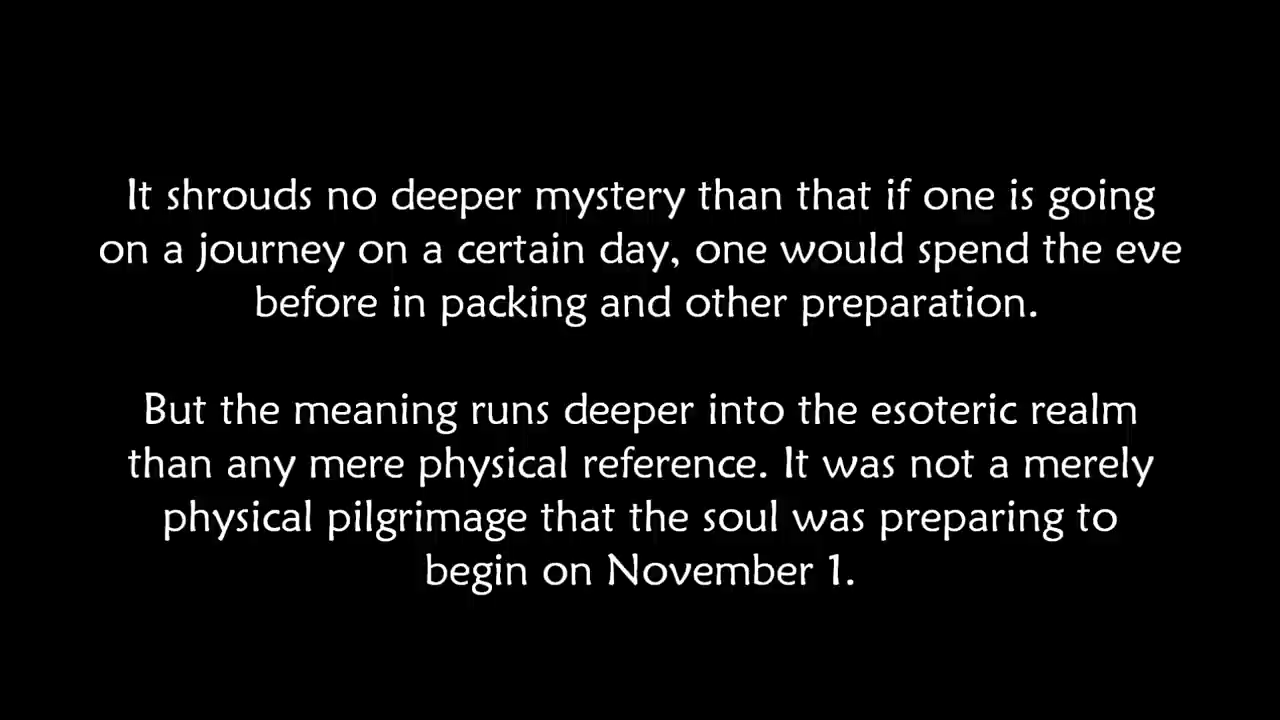 It shrouds no deeper mystery than that if one is going
on a journey on a certain day, one would spend the eve
before in packing and other preparation.
But the meaning runs deeper into the esoteric realm
than any mere physical reference. It was not a merely
physical pilgrimage that the soul was preparing to
begin on November 1.